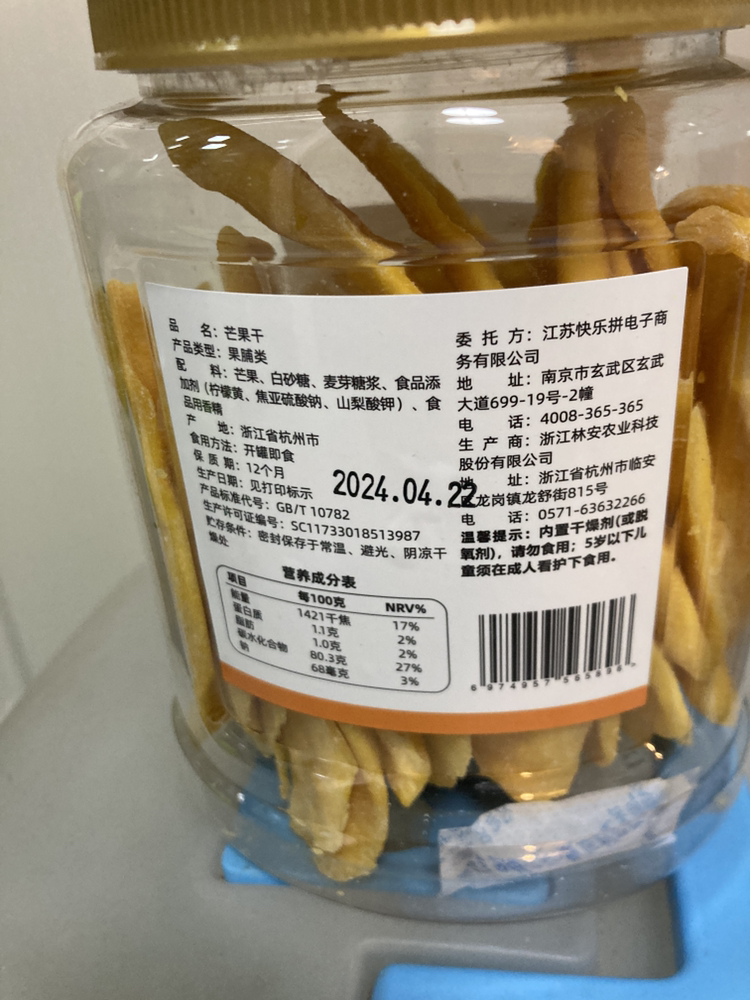 品 名：芒果干
产品类型：果脯类
配 料：芒果、白砂糖、麦芽糖浆、食品添
加剂（柠檬黄、焦亚硫酸钠、山梨酸钾）、食
品用香精
产 地：浙江省杭州市
食用方法：开罐即食
保 质 期：12个月
生产日期：见打印标示
2024.04.22
产品标准代号：GB/T 10782
生产许可证编号：SC11733018513987
贮存条件：密封保存于常温、避光、阴凉干
燥处
营养成分表
项目 每100克 NRV%
能量 1421千焦 17%
蛋白质 1.1克 2%
脂肪 1.0克 2%
碳水化合物 80.3克 27%
钠 68毫克 3%
委 托 方：江苏快乐拼电子商
务有限公司
地 址：南京市玄武区玄武
大道699-19号-2幢
电 话：4008-365-365
生 产 商：浙江林安农业科技
股份有限公司
地 址：浙江省杭州市临安
区龙岗镇龙舒街815号
电 话：0571-63632266
温馨提示：内置干燥剂(或脱
氧剂)，请勿食用；5岁以下儿
童须在成人看护下食用。